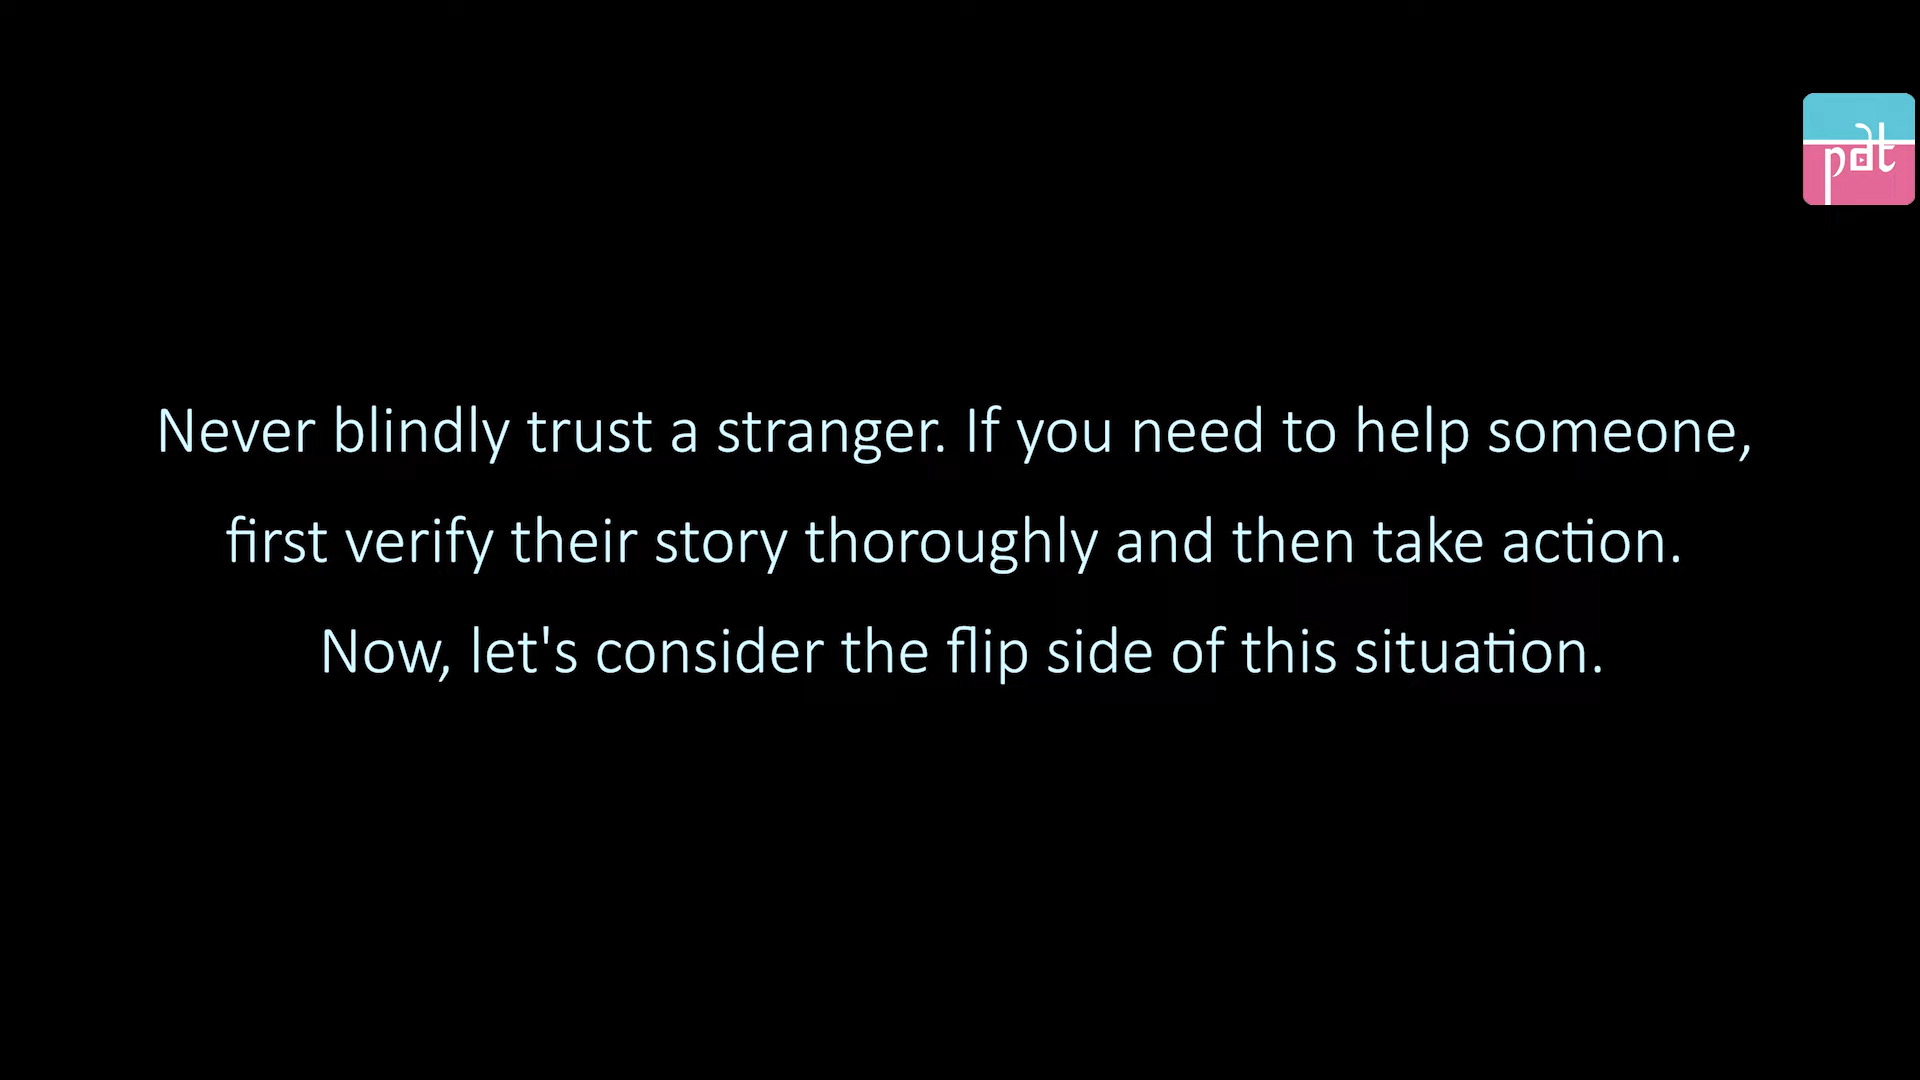 pat
Never blindly trust a stranger. If you need to help someone,
first verify their story thoroughly and then take action.
Now, let's consider the flip side of this situation.